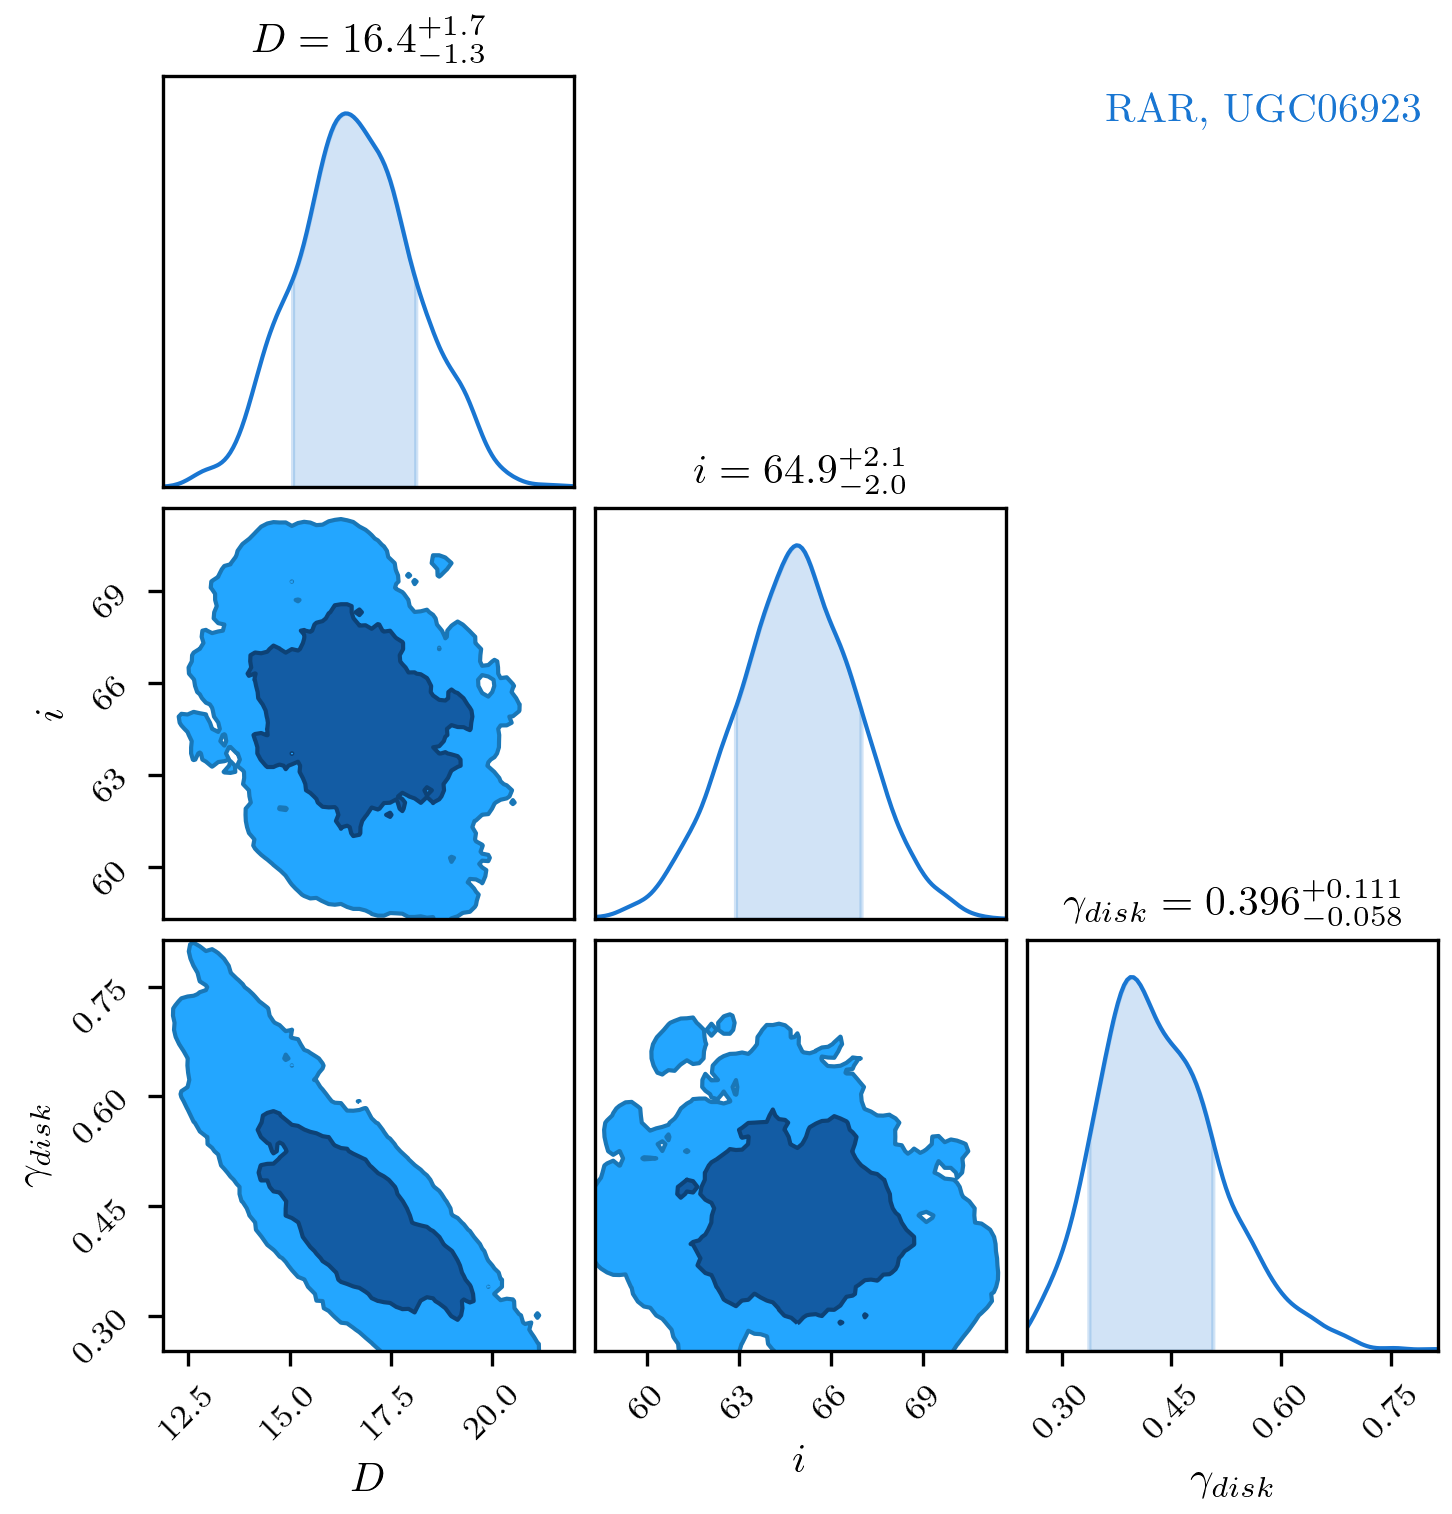 D = 16.4^{+1.7}_{-1.3}
RAR, UGC06923
i = 64.9^{+2.1}_{-2.0}
69
66
63
60
i
γ_{disk} = 0.396^{+0.111}_{-0.058}
0.75
0.60
0.45
0.30
γ_{disk}
12.5 15.0 17.5 20.0
60 63 66 69
0.30 0.45 0.60 0.75
D
i
γ_{disk}